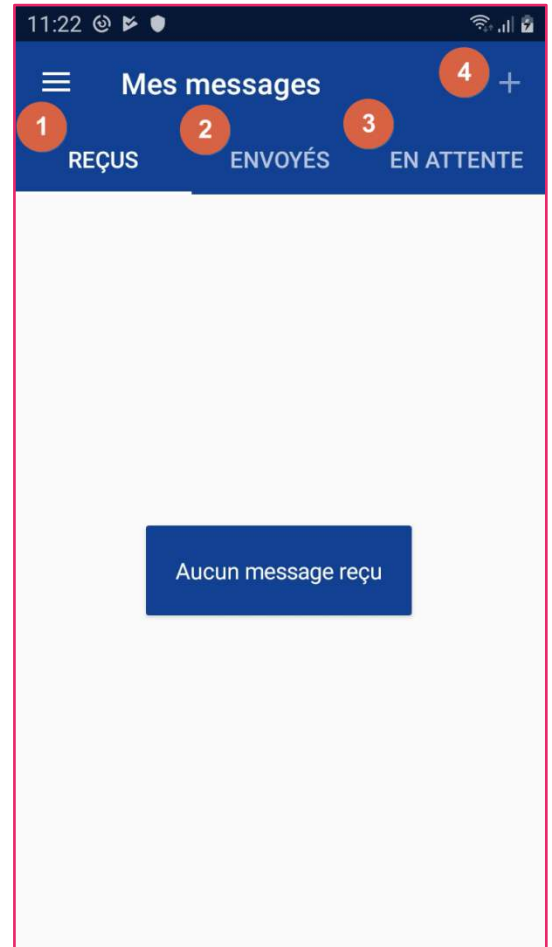 11:22
Mes messages
4
+
1
2
3
REÇUS
ENVOYÉS
EN ATTENTE
Aucun message reçu